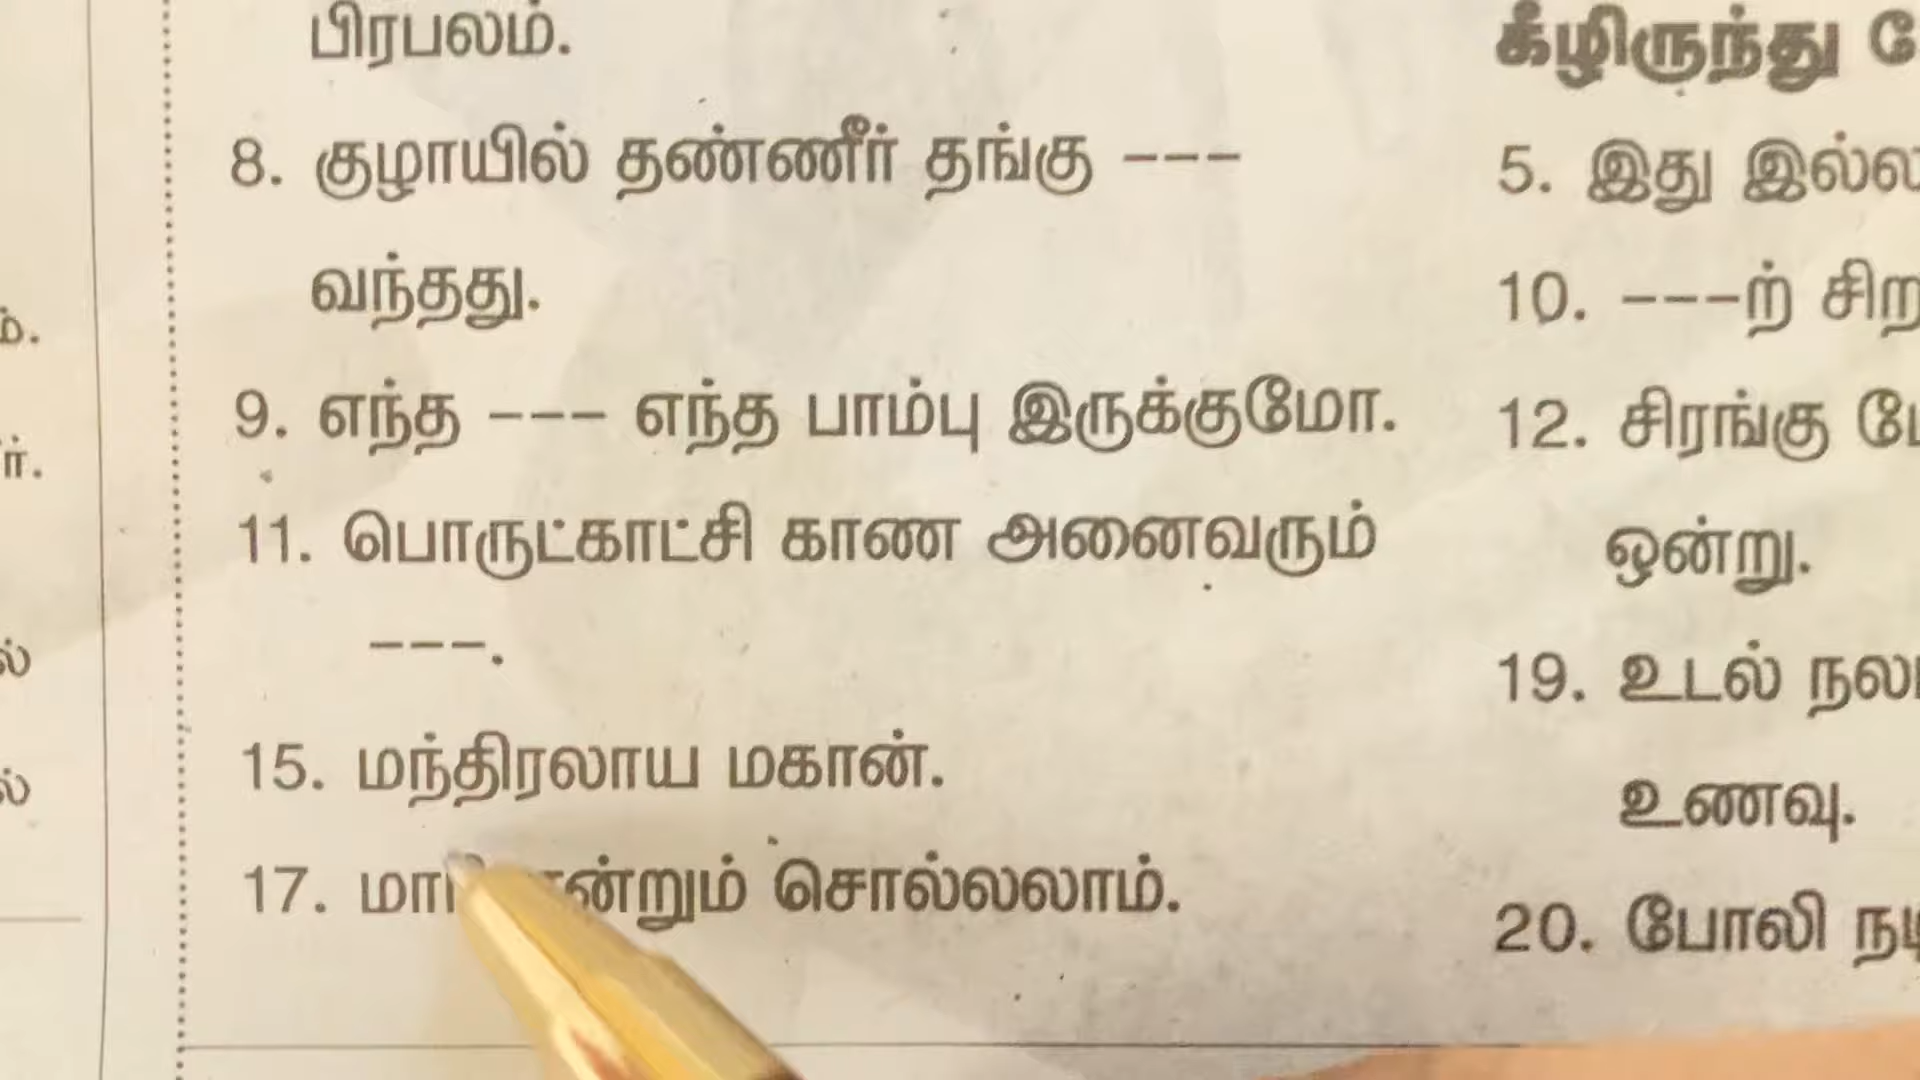 பிரபலம்.
8. குழாயில் தண்ணீர் தங்கு ---
வந்தது.
9. எந்த --- எந்த பாம்பு இருக்குமோ.
11. பொருட்காட்சி காண அனைவரும்
---.
15. மந்திரலாய மகான்.
17. சொல்லலாம்.
கீழிருந்து
5. இது
10. ---ற்
12. சிரங்கு
ஒன்று.
19. உடல்
உணவு.
20. போலி